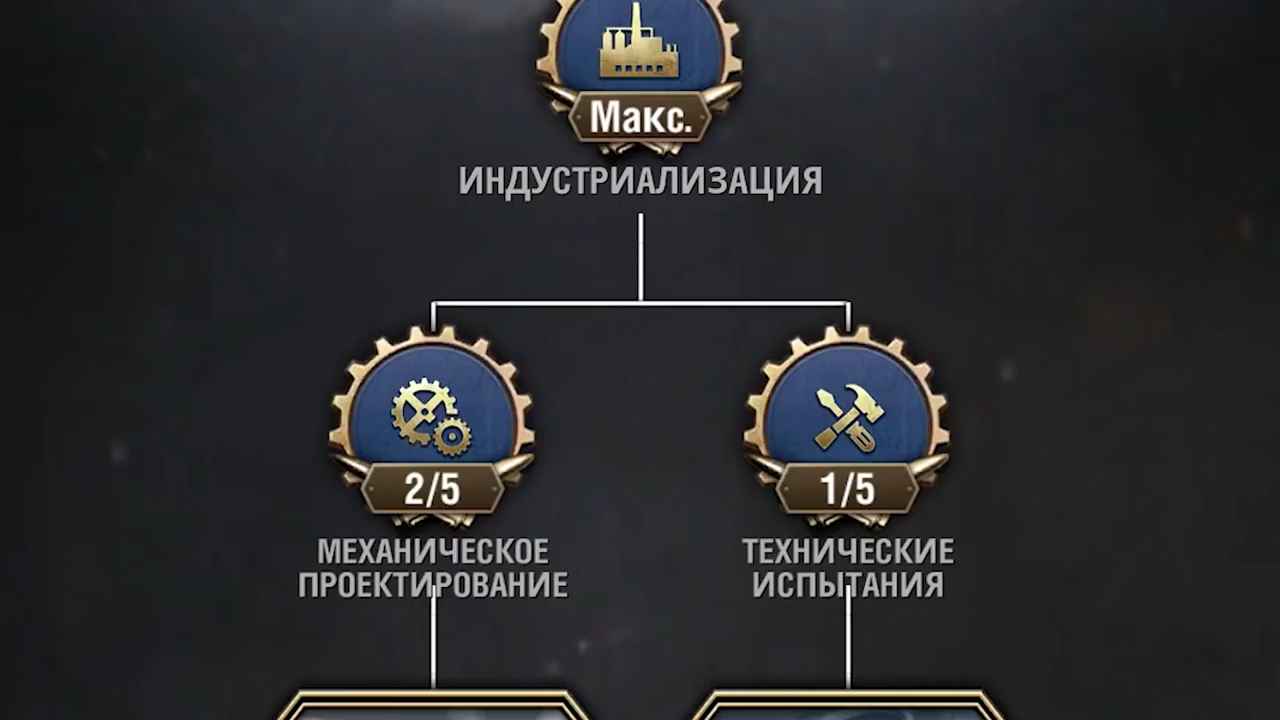 Макс.
ИНДУСТРИАЛИЗАЦИЯ
2/5
1/5
МЕХАНИЧЕСКОЕ
ПРОЕКТИРОВАНИЕ
ТЕХНИЧЕСКИЕ
ИСПЫТАНИЯ